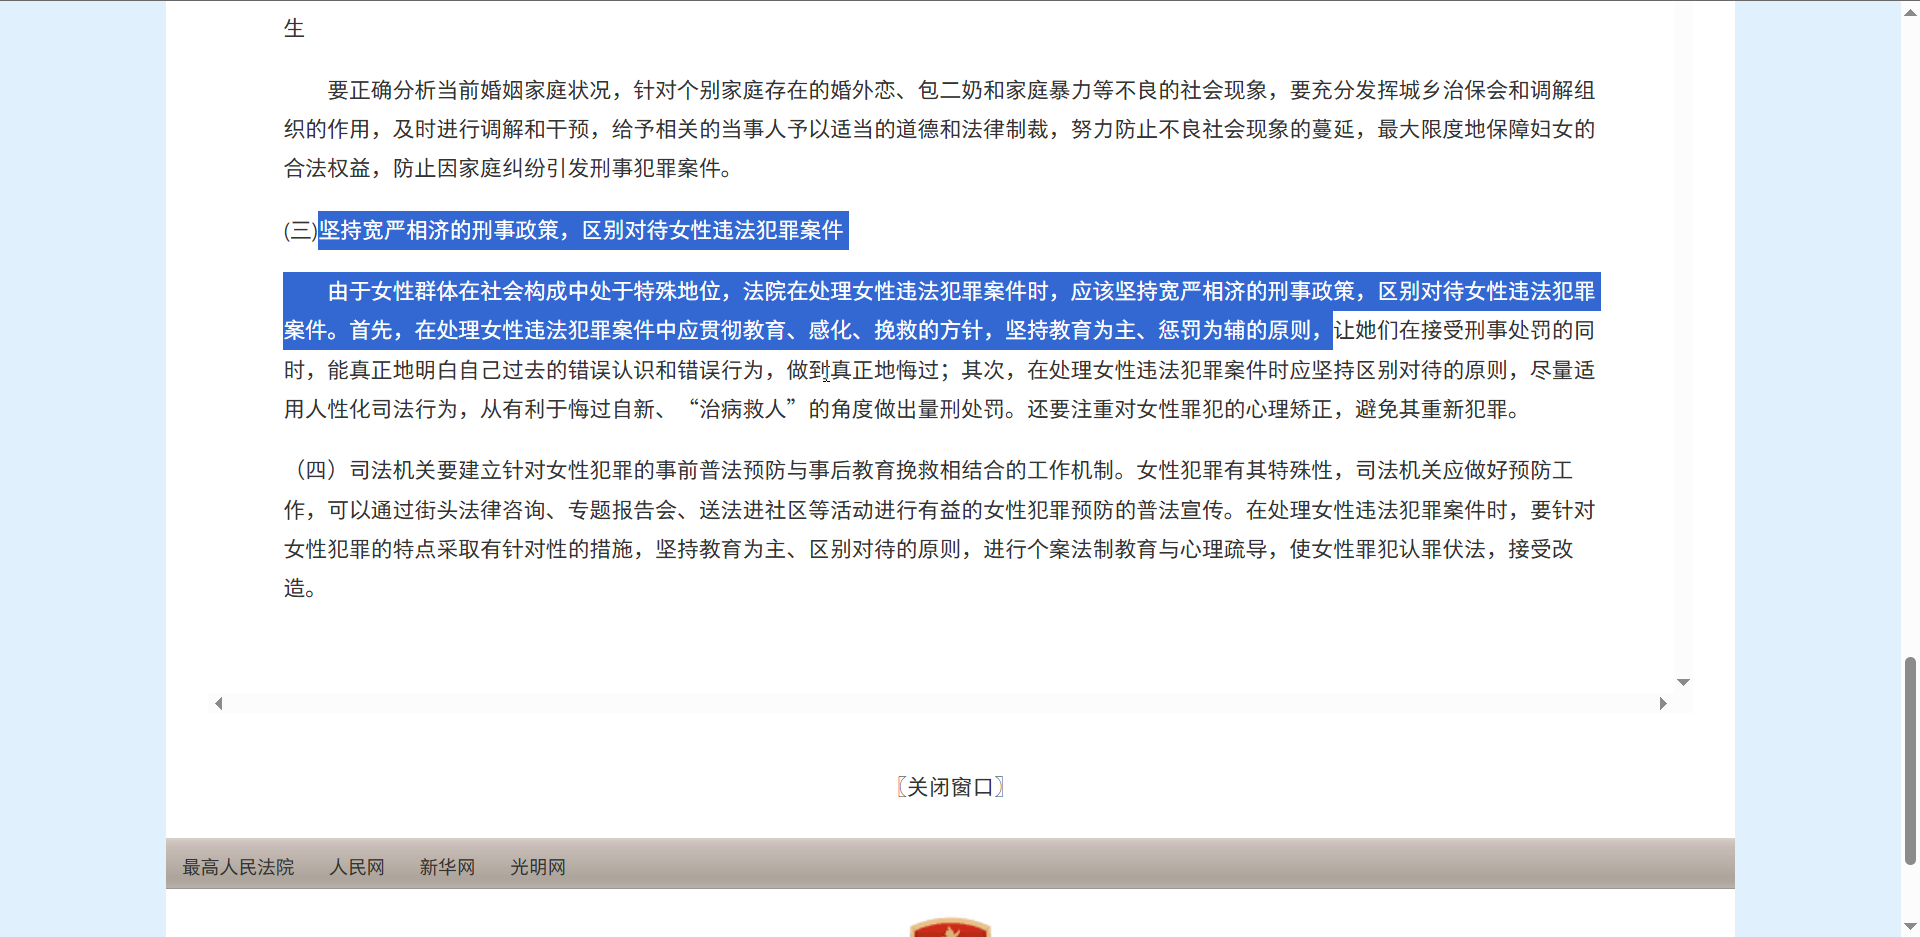 生
要正确分析当前婚姻家庭状况，针对个别家庭存在的婚外恋、包二奶和家庭暴力等不良的社会现象，要充分发挥城乡治保会和调解组
织的作用，及时进行调解和干预，给予相关的当事人予以适当的道德和法律制裁，努力防止不良社会现象的蔓延，最大限度地保障妇女的
合法权益，防止因家庭纠纷引发刑事犯罪案件。
(三)坚持宽严相济的刑事政策，区别对待女性违法犯罪案件
由于女性群体在社会构成中处于特殊地位，法院在处理女性违法犯罪案件时，应该坚持宽严相济的刑事政策，区别对待女性违法犯罪
案件。首先，在处理女性违法犯罪案件中应贯彻教育、感化、挽救的方针，坚持教育为主、惩罚为辅的原则，让她们在接受刑事处罚的同
时，能真正地明白自己过去的错误认识和错误行为，做到真正地悔过；其次，在处理女性违法犯罪案件时应坚持区别对待的原则，尽量适
用人性化司法行为，从有利于悔过自新、“治病救人”的角度做出量刑处罚。还要注重对女性罪犯的心理矫正，避免其重新犯罪。
（四）司法机关要建立针对女性犯罪的事前普法预防与事后教育挽救相结合的工作机制。女性犯罪有其特殊性，司法机关应做好预防工
作，可以通过街头法律咨询、专题报告会、送法进社区等活动进行有益的女性犯罪预防的普法宣传。在处理女性违法犯罪案件时，要针对
女性犯罪的特点采取有针对性的措施，坚持教育为主、区别对待的原则，进行个案法制教育与心理疏导，使女性罪犯认罪伏法，接受改
造。
〖关闭窗口〗
最高人民法院 人民网 新华网 光明网